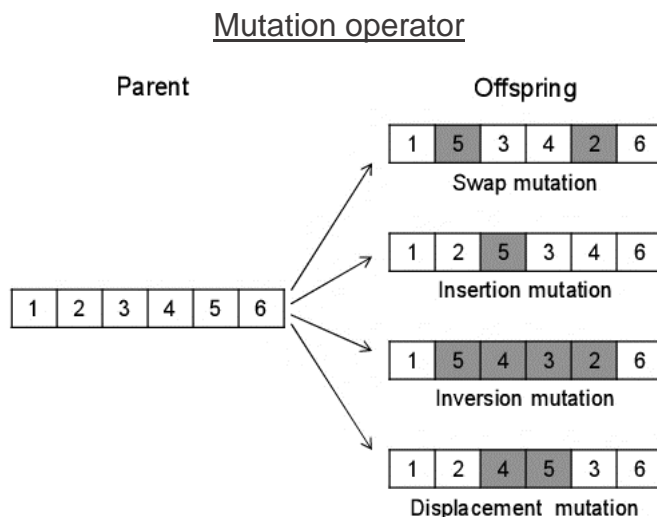 Mutation operator
Parent
Offspring
1 5 3 4 2 6
Swap mutation
1 2 5 3 4 6
Insertion mutation
1 2 3 4 5 6
1 5 4 3 2 6
Inversion mutation
1 2 4 5 3 6
Displacement mutation